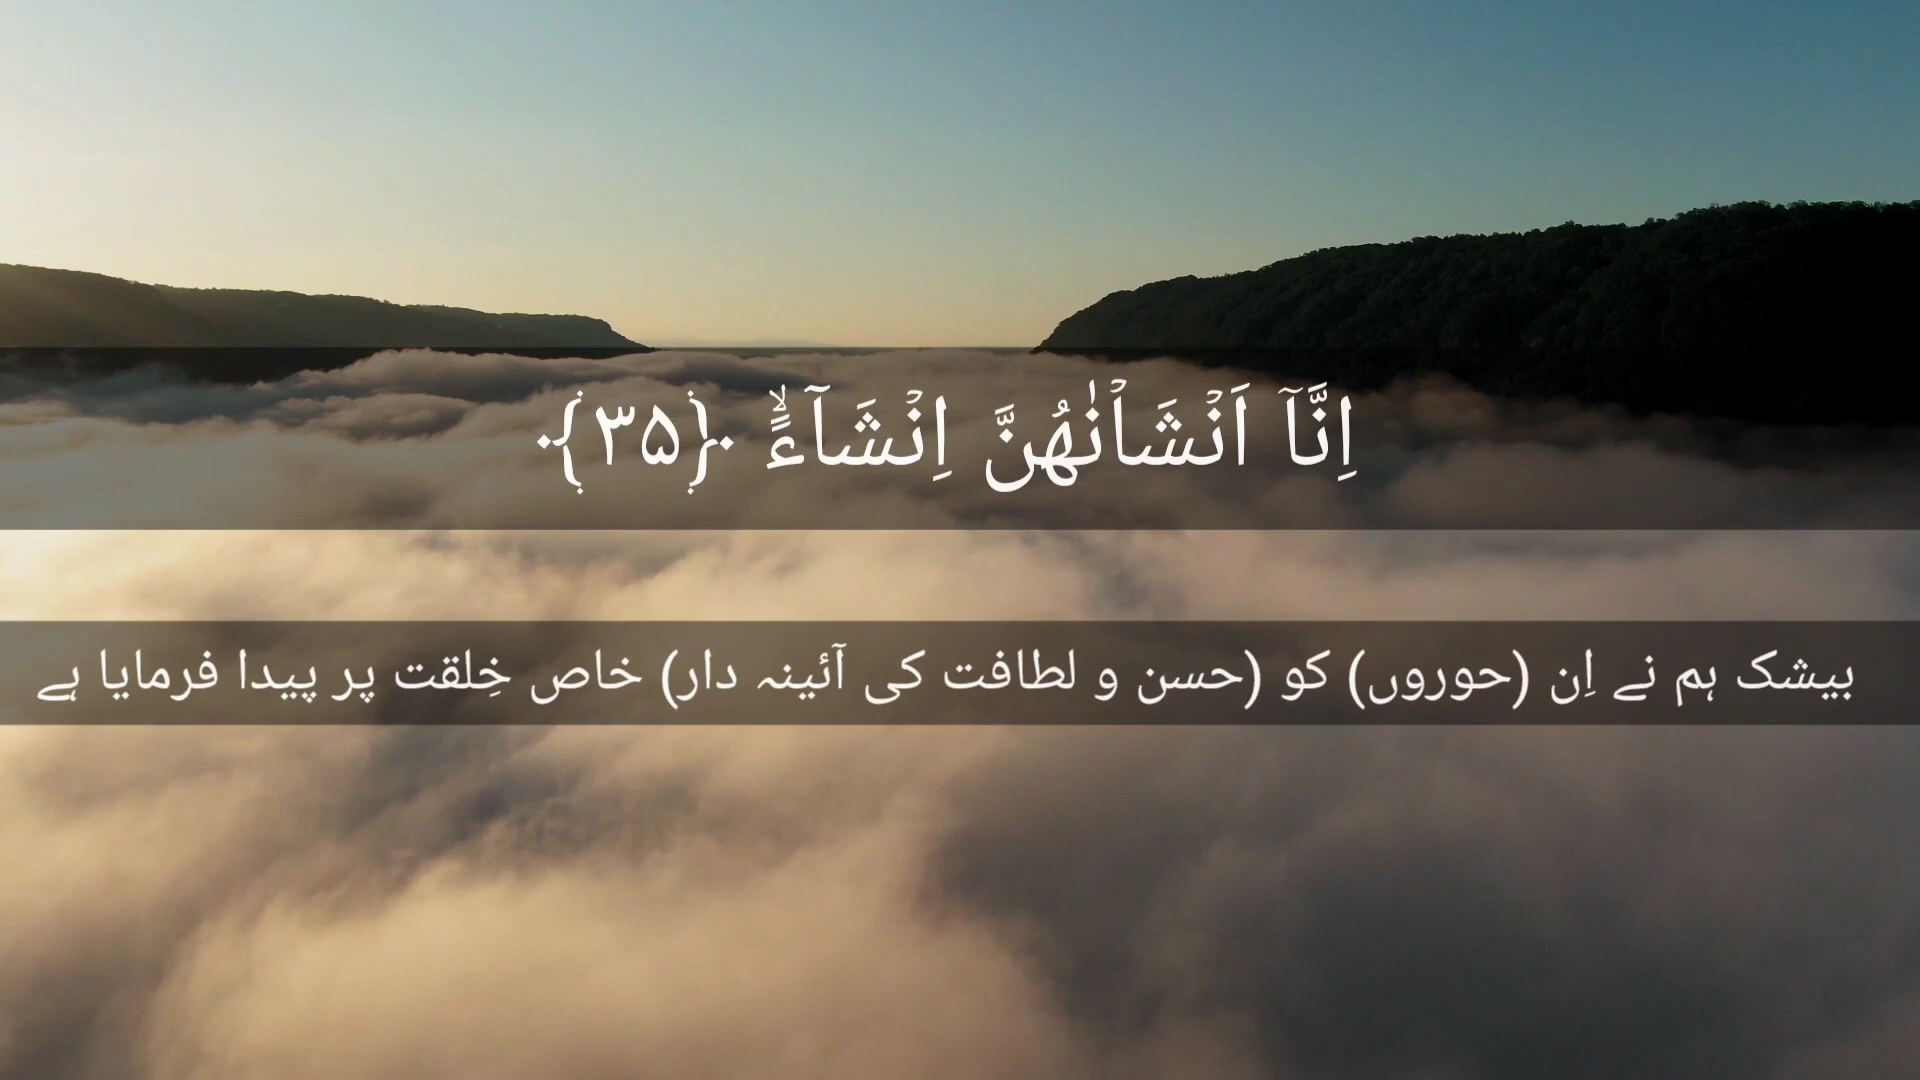 اِنَّاۤ اَنۡشَاۡنٰهُنَّ اِنۡشَآءًۙ ﴿۳۵﴾
بیشک ہم نے اِن (حوروں) کو (حسن و لطافت کی آئینہ دار) خاص خِلقت پر پیدا فرمایا ہے